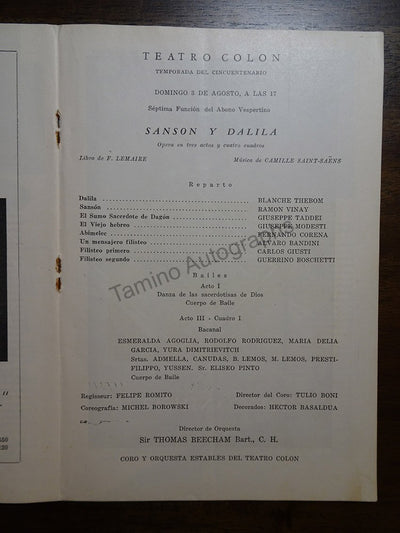 TEATRO COLON
TEMPORADA DEL CINCUENTENARIO
DOMINGO 3 DE AGOSTO, A LAS 17
Séptima Función del Abono Vespertino
SANSON Y DALILA
Opera en tres actos y cuatro cuadros
Libro de F. LEMAIRE Música de CAMILLE SAINT-SAËNS
Reparto
Dalila BLANCHE THEBOM
Sansón RAMON VINAY
El Sumo Sacerdote de Dagón GIUSEPPE TADDEI
El Viejo hebreo GIUSEPPE MODESTI
Abimelec FERNANDO CORENA
Un mensajero filisteo ALVARO BANDINI
Filisteo primero CARLOS GIUSTI
Filisteo segundo GUERRINO BOSCHETTI
Tamino Autographs
Bailes
Acto I
Danza de las sacerdotisas de Dios
Cuerpo de Baile
Acto III - Cuadro I
Bacanal
ESMERALDA AGOGLIA, RODOLFO RODRIGUEZ, MARIA DELIA
GARCIA, YURA DIMITRIEVITCH
Srtas. ADMELLA, CANUDAS, B. LEMOS, M. LEMOS, PRESTI-
FILIPPO, YUSSEN. Sr. ELISEO PINTO
Cuerpo de Baile
Regisseur: FELIPE ROMITO Director del Coro: TULIO BONI
Coreografía: MICHEL BOROWSKI Decorados: HECTOR BASALDUA
Director de Orquesta
Sir THOMAS BEECHAM Bart., C. H.
CORO Y ORQUESTA ESTABLES DEL TEATRO COLON